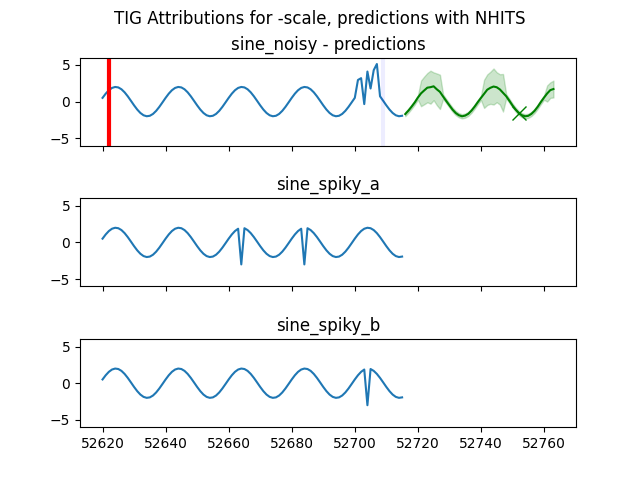 TIG Attributions for -scale, predictions with NHITS
sine_noisy - predictions
5
0
−5
sine_spiky_a
5
0
−5
sine_spiky_b
5
0
−5
52620 52640 52660 52680 52700 52720 52740 52760